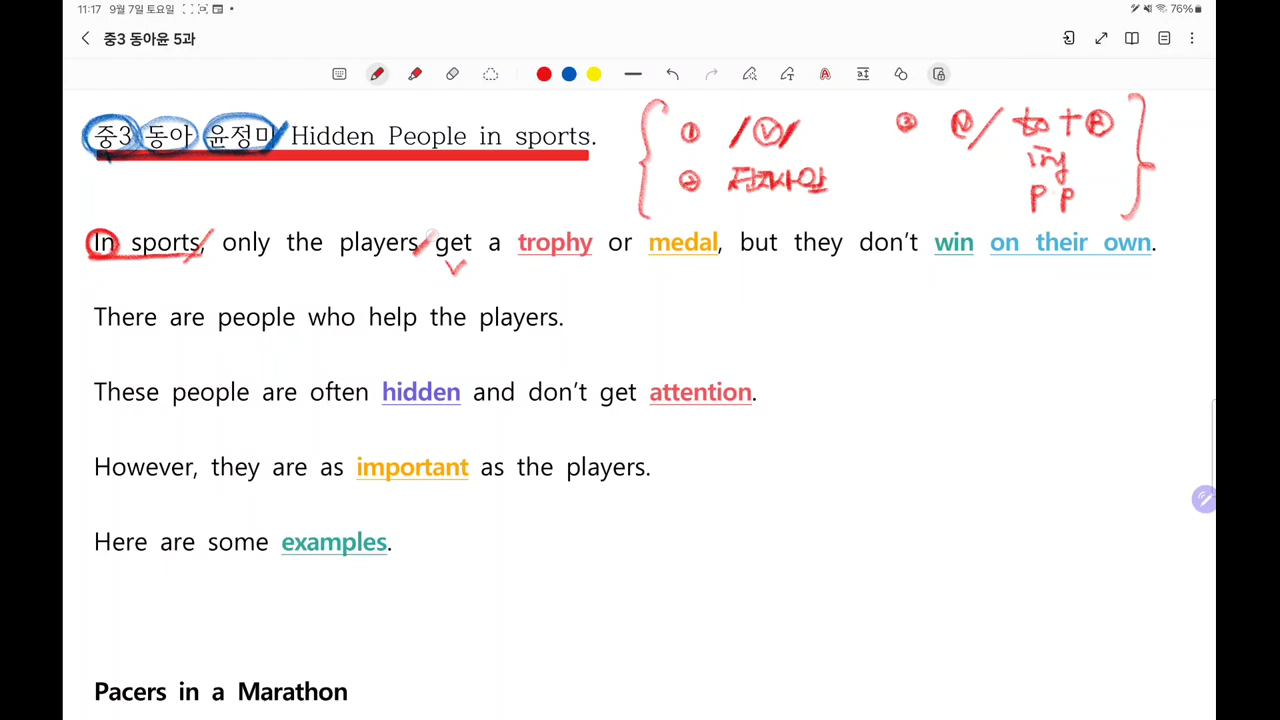 11:17 9월 7일 토요일
76%
중3 동아윤 5과
중3 동아 윤정미 Hidden People in sports.
① / Ⓥ /
② 전치사 앞
③ Ⓝ / to + Ⓡ
ing
p p
In sports, only the players get a trophy or medal, but they don't win on their own.
V
There are people who help the players.
These people are often hidden and don't get attention.
However, they are as important as the players.
Here are some examples.
Pacers in a Marathon